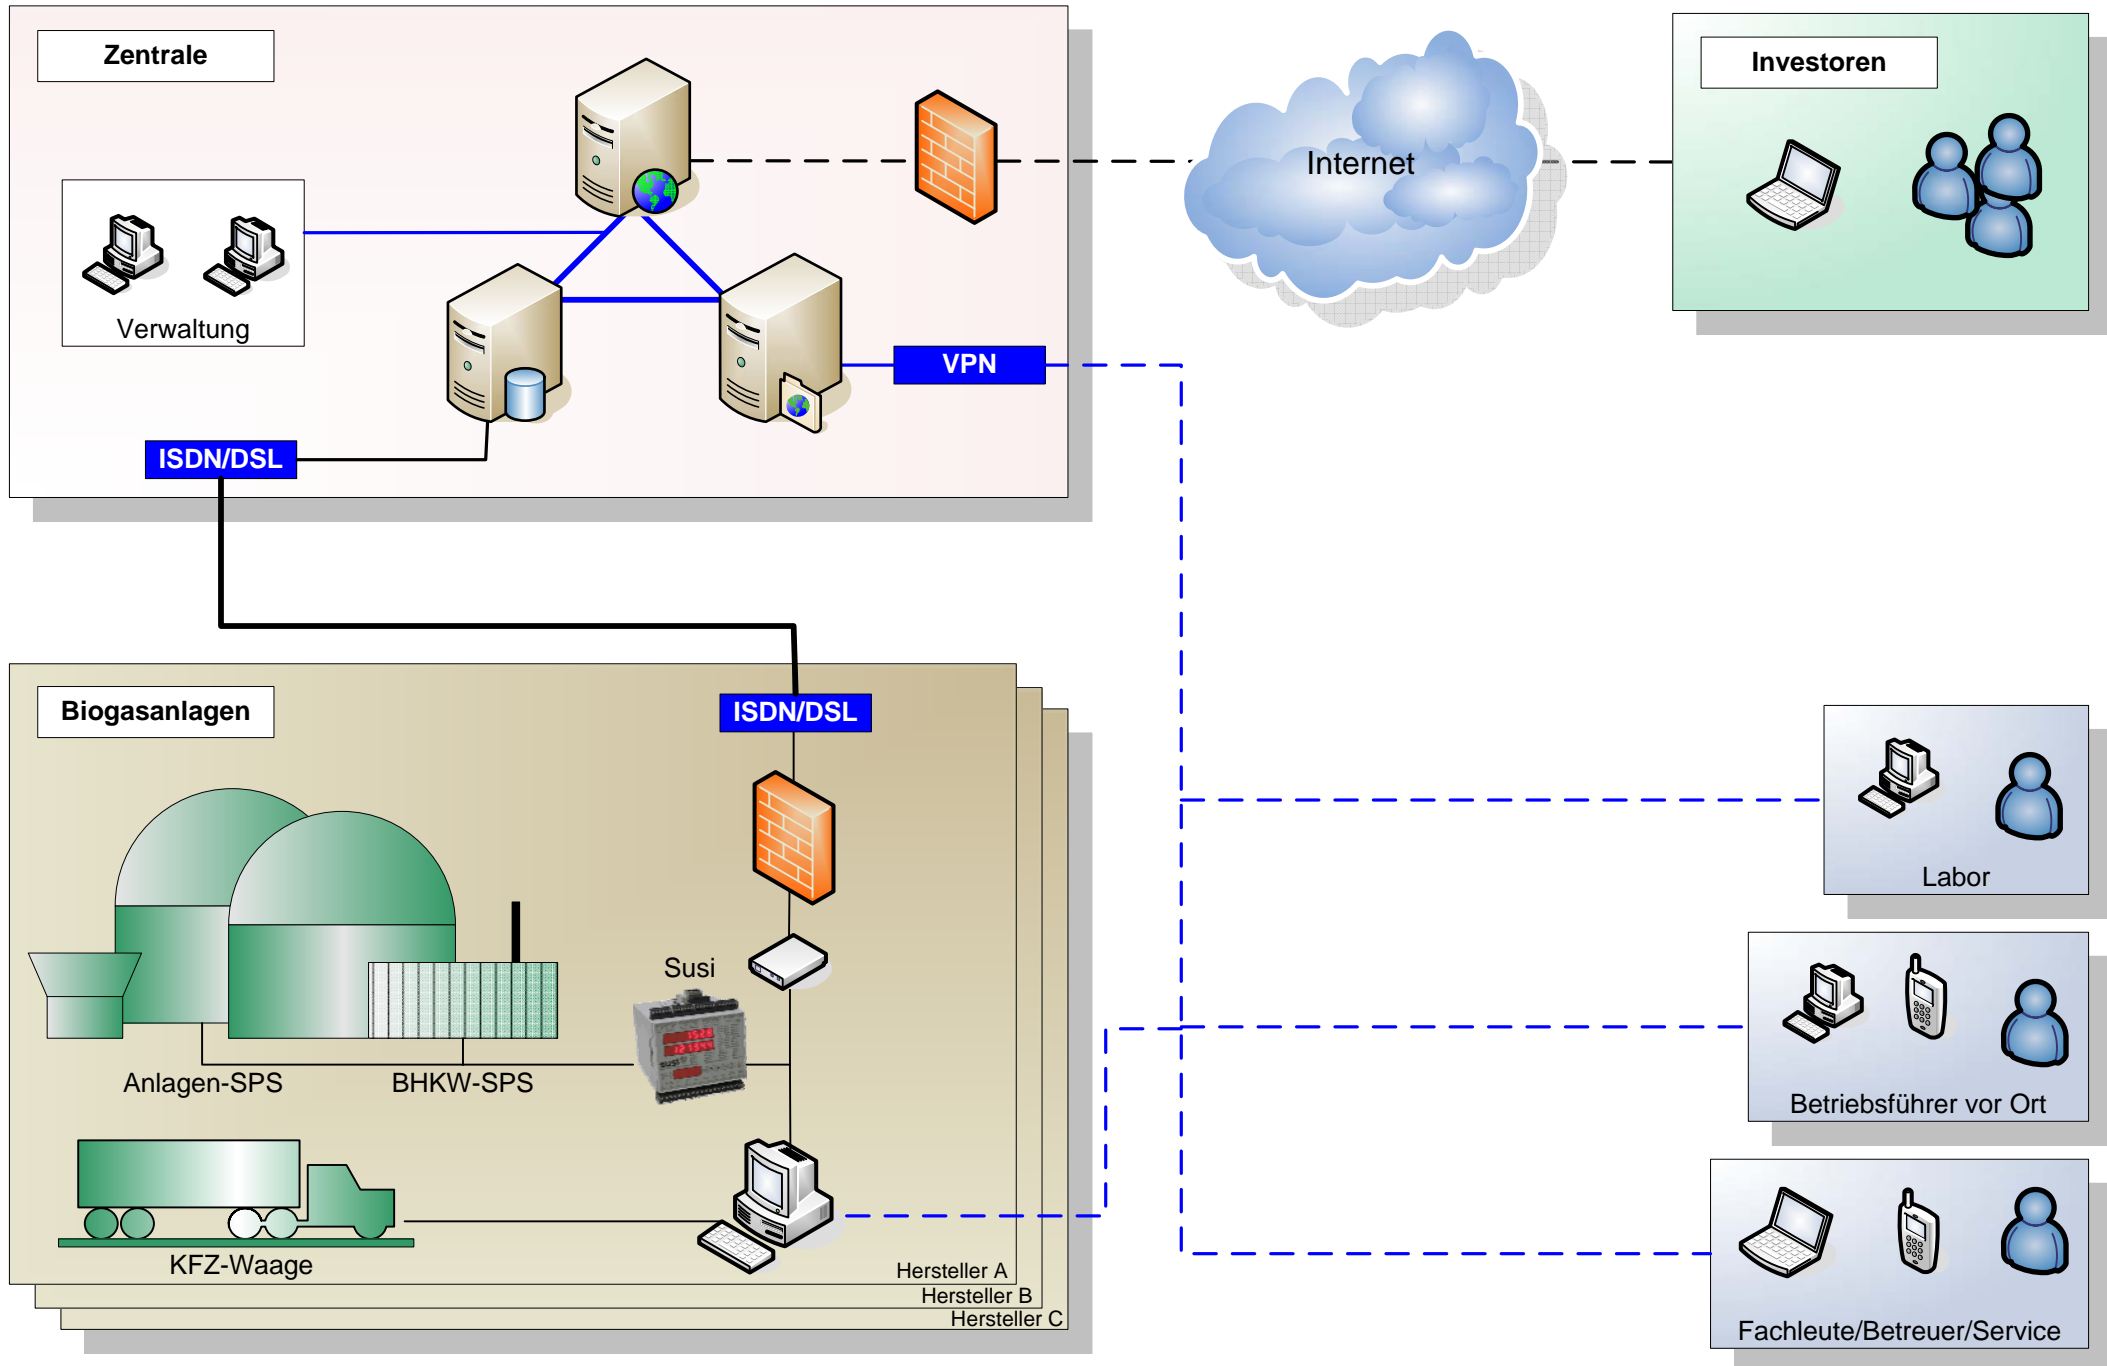 Zentrale
Investoren
Internet
Verwaltung
VPN
ISDN/DSL
Biogasanlagen
ISDN/DSL
Labor
Susi
Anlagen-SPS
BHKW-SPS
Betriebsführer vor Ort
KFZ-Waage
Hersteller A
Hersteller B
Hersteller C
Fachleute/Betreuer/Service